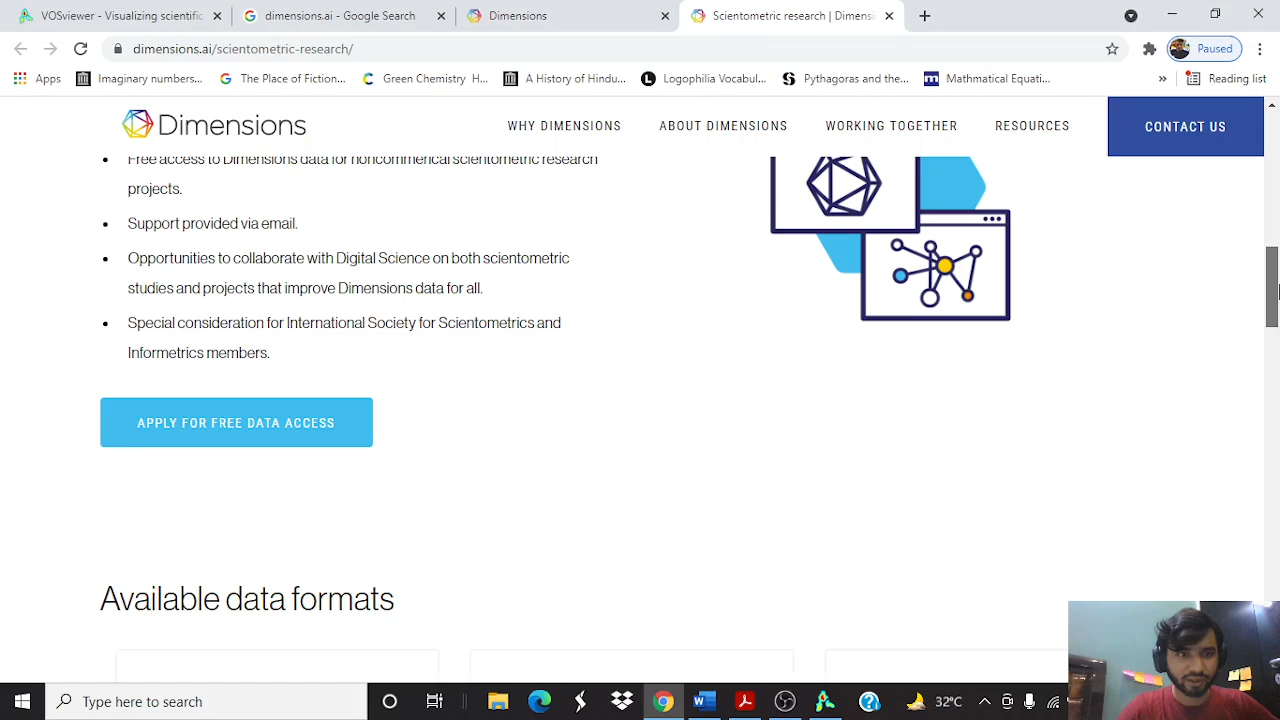 VOSviewer - Visualizing scientific
dimensions.ai - Google Search
Dimensions
Scientometric research | Dimens
dimensions.ai/scientometric-research/
Paused
Apps
Imaginary numbers...
The Place of Fiction...
Green Chemistry H...
A History of Hindu...
Logophilia Vocabul...
Pythagoras and the...
Mathmatical Equati...
»
Reading list
Dimensions
WHY DIMENSIONS
ABOUT DIMENSIONS
WORKING TOGETHER
RESOURCES
CONTACT US
Free access to Dimensions data for noncommerical scientometric research
projects.
Support provided via email.
Opportunities to collaborate with Digital Science on both scientometric
studies and projects that improve Dimensions data for all.
Special consideration for International Society for Scientometrics and
Informetrics members.
APPLY FOR FREE DATA ACCESS
Available data formats
Type here to search
32°C